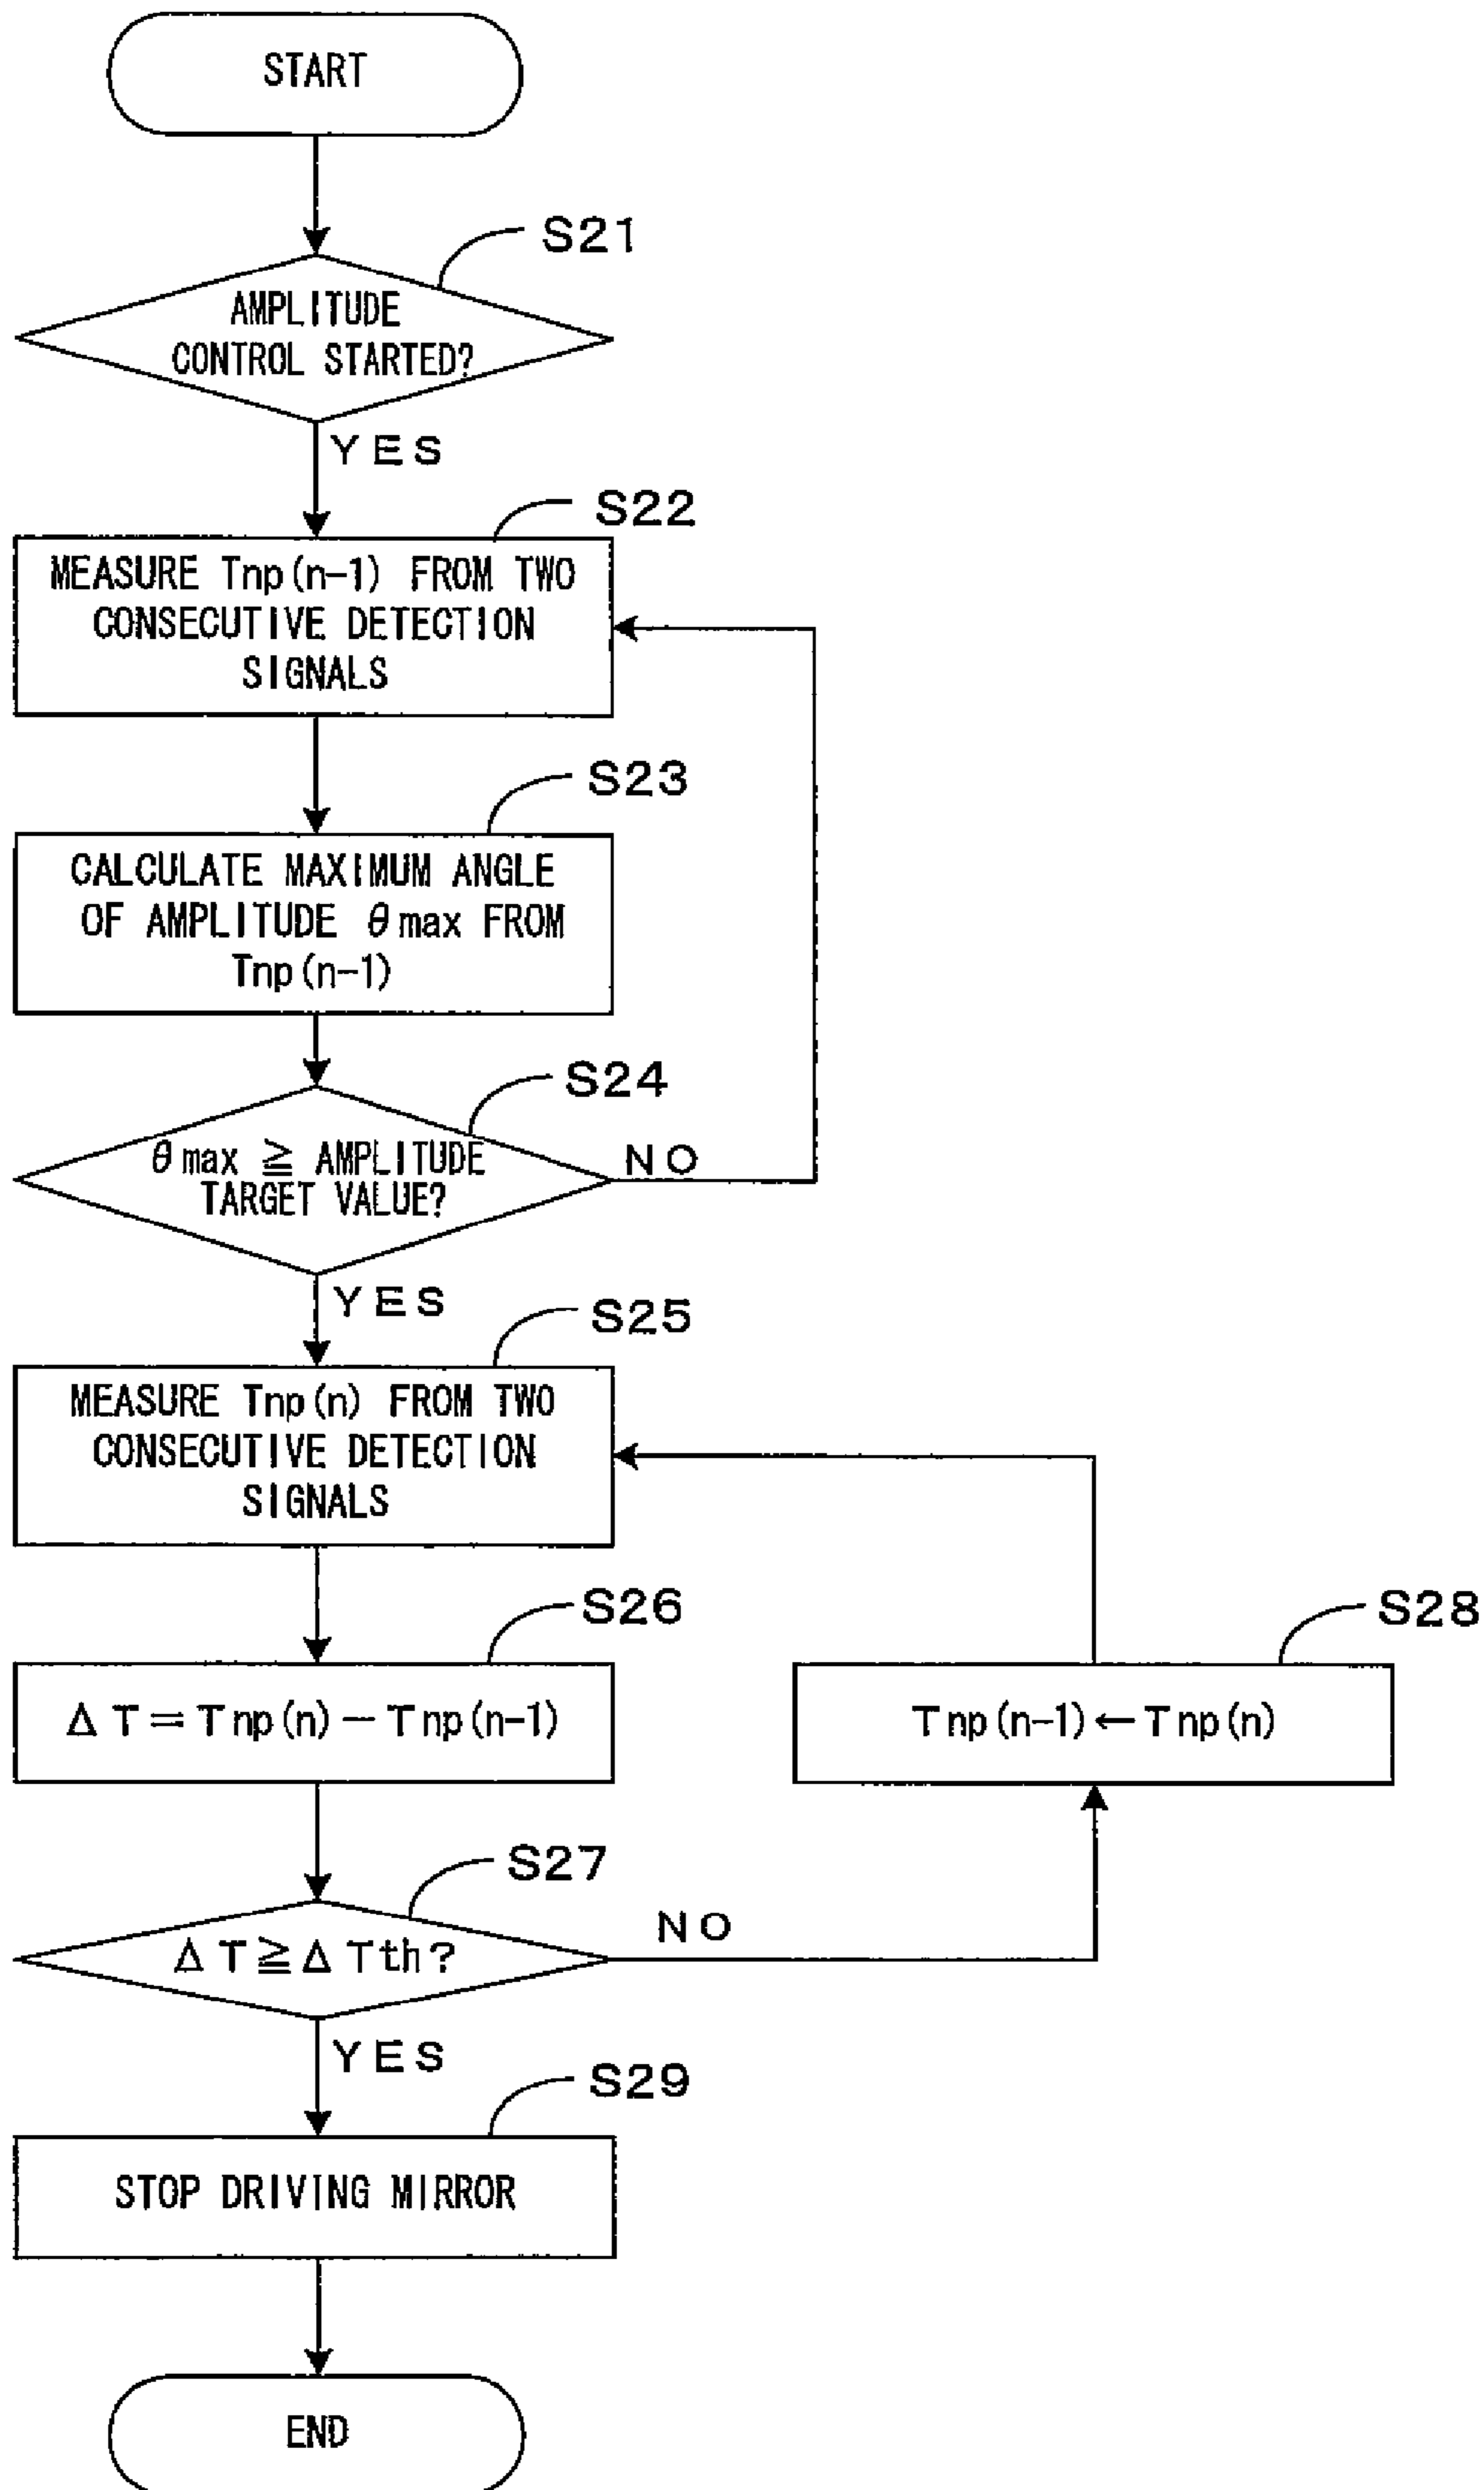 START
S21
AMPLITUDE
CONTROL STARTED?
YES
S22
MEASURE Tnp(n-1) FROM TWO
CONSECUTIVE DETECTION
SIGNALS
S23
CALCULATE MAXIMUM ANGLE
OF AMPLITUDE θmax FROM
Tnp(n-1)
S24
θmax ≧ AMPLITUDE
TARGET VALUE?
NO
YES
S25
MEASURE Tnp(n) FROM TWO
CONSECUTIVE DETECTION
SIGNALS
S26
ΔT=Tnp(n)-Tnp(n-1)
S28
Tnp(n-1)←Tnp(n)
S27
ΔT≧ΔTth?
NO
YES
S29
STOP DRIVING MIRROR
END